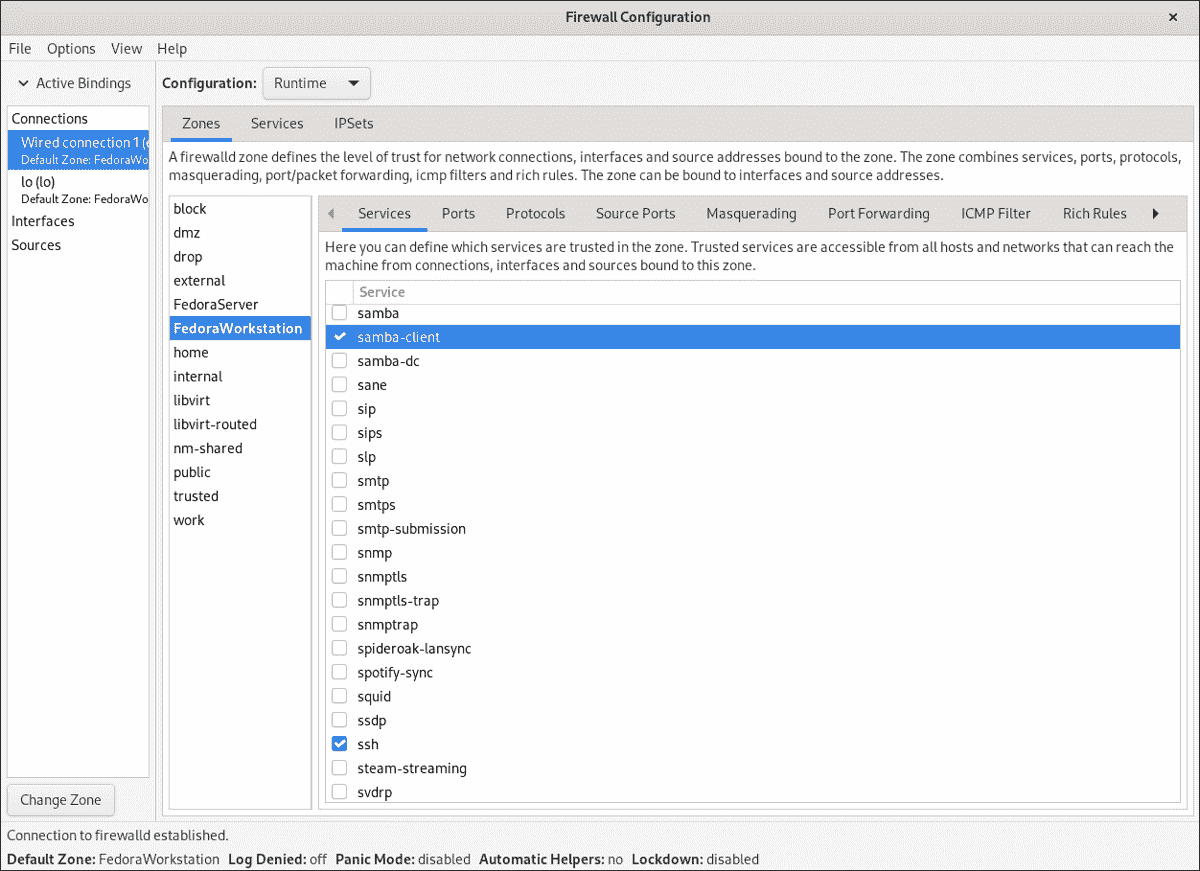 Firewall Configuration
File Options View Help
Active Bindings
Configuration: Runtime
Connections
Wired connection 1 (e
Default Zone: FedoraWo
lo (lo)
Default Zone: FedoraWo
Interfaces
Sources
Change Zone
Zones Services IPSets
A firewalld zone defines the level of trust for network connections, interfaces and source addresses bound to the zone. The zone combines services, ports, protocols,
masquerading, port/packet forwarding, icmp filters and rich rules. The zone can be bound to interfaces and source addresses.
block
dmz
drop
external
FedoraServer
FedoraWorkstation
home
internal
libvirt
libvirt-routed
nm-shared
public
trusted
work
Services Ports Protocols Source Ports Masquerading Port Forwarding ICMP Filter Rich Rules
Here you can define which services are trusted in the zone. Trusted services are accessible from all hosts and networks that can reach the
machine from connections, interfaces and sources bound to this zone.
Service
samba
samba-client
samba-dc
sane
sip
sips
slp
smtp
smtps
smtp-submission
snmp
snmptls
snmptls-trap
snmptrap
spideroak-lansync
spotify-sync
squid
ssdp
ssh
steam-streaming
svdrp
Connection to firewalld established.
Default Zone: FedoraWorkstation Log Denied: off Panic Mode: disabled Automatic Helpers: no Lockdown: disabled